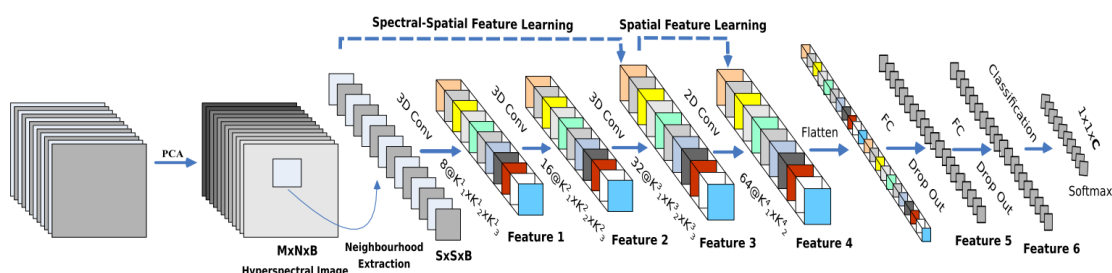 Spectral-Spatial Feature Learning
Spatial Feature Learning
PCA
MxNxB
Hyperspectral Image
Neighbourhood
Extraction
SxSxB
3D Conv
8@K¹₁xK¹₂xK¹₃
Feature 1
3D Conv
16@K²₁xK²₂xK²₃
Feature 2
3D Conv
32@K³₁xK³₂xK³₃
Feature 3
2D Conv
64@K⁴₁xK⁴₂
Feature 4
Flatten
FC
Drop Out
Feature 5
FC
Drop Out
Feature 6
Classification
1x1xC
Softmax